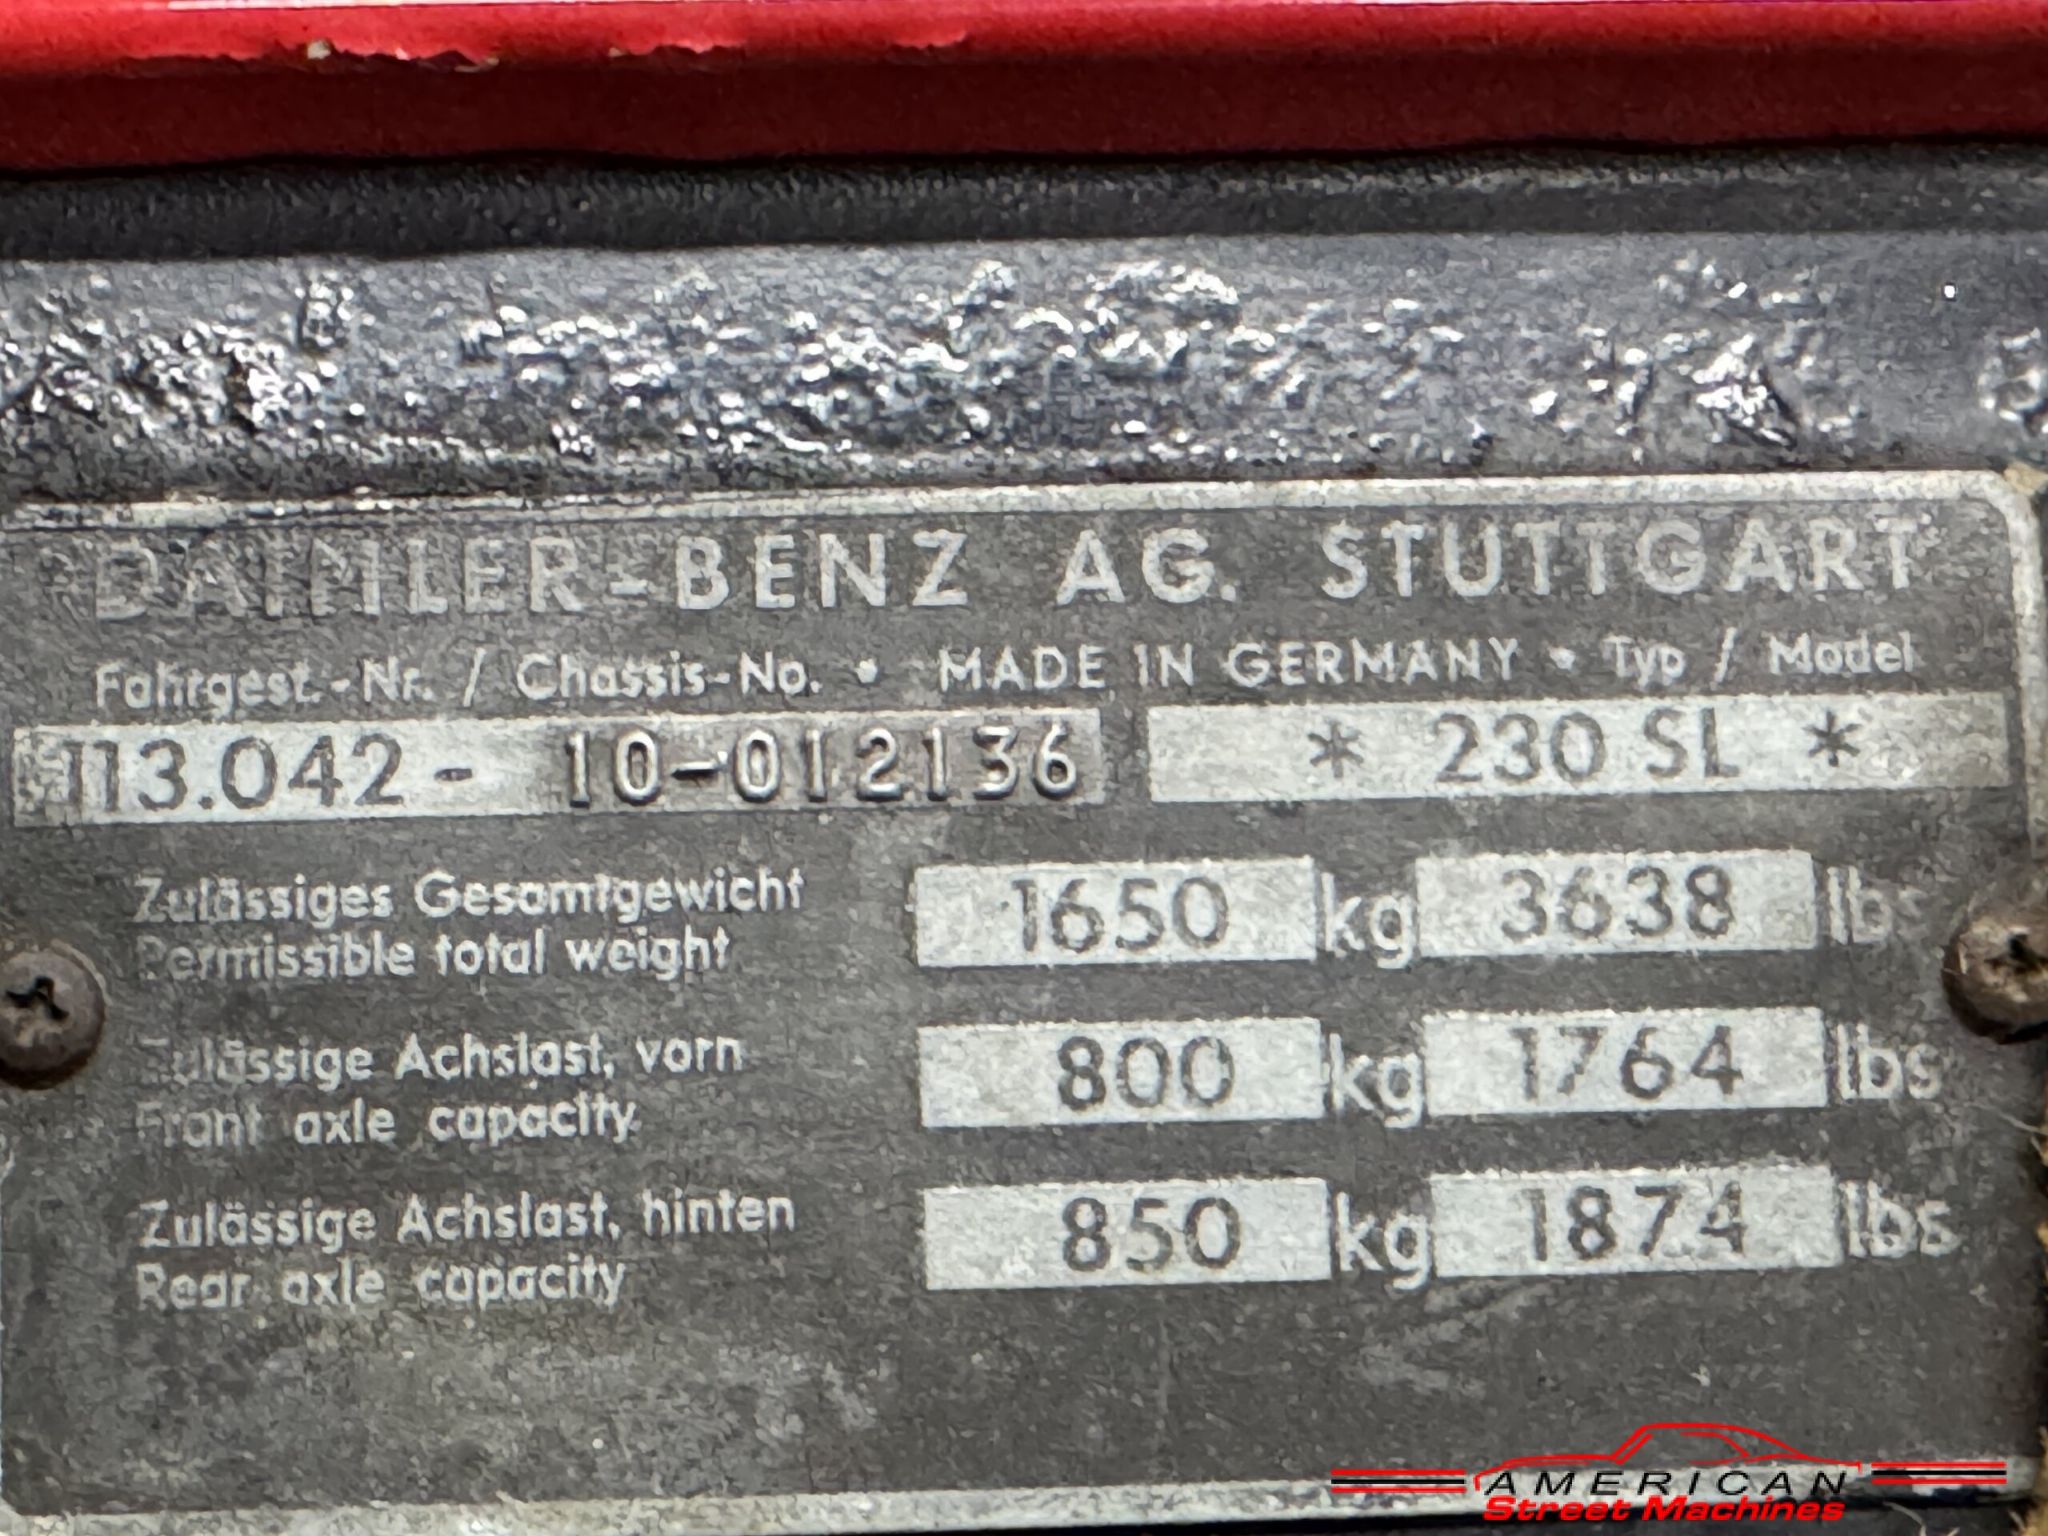 DAIMLER-BENZ AG. STUTTGART
Fahrgest.-Nr. / Chassis-No. • MADE IN GERMANY • Typ / Model
113.042- 10-012136 * 230 SL *
Zulässiges Gesamtgewicht 1650 kg 3638 lbs
Permissible total weight
Zulässige Achslast, vorn 800 kg 1764 lbs
Front axle capacity
Zulässige Achslast, hinten 850 kg 1874 lbs
Rear axle capacity
AMERICAN
Street Machines